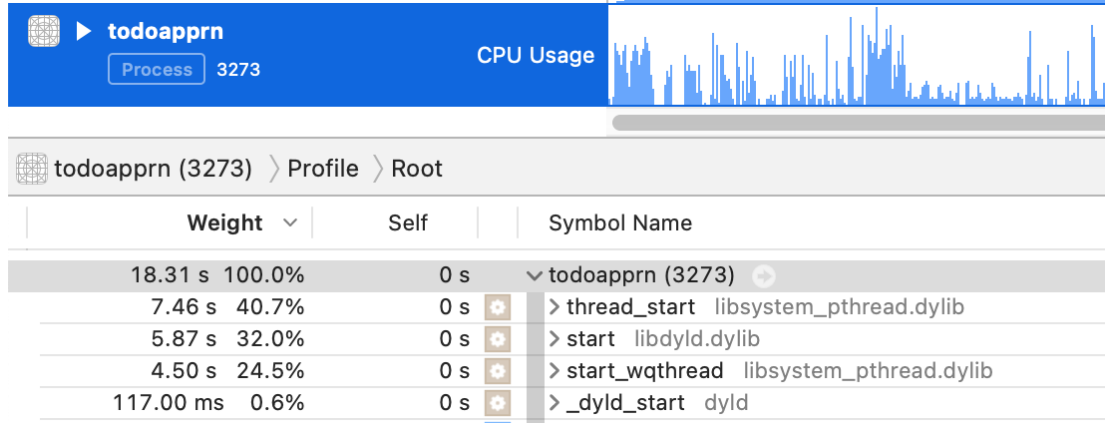 todoapprn
Process 3273
CPU Usage
todoapprn (3273) Profile Root
Weight Self Symbol Name
18.31 s 100.0% 0 s todoapprn (3273)
7.46 s 40.7% 0 s thread_start libsystem_pthread.dylib
5.87 s 32.0% 0 s start libdyld.dylib
4.50 s 24.5% 0 s start_wqthread libsystem_pthread.dylib
117.00 ms 0.6% 0 s _dyld_start dyld